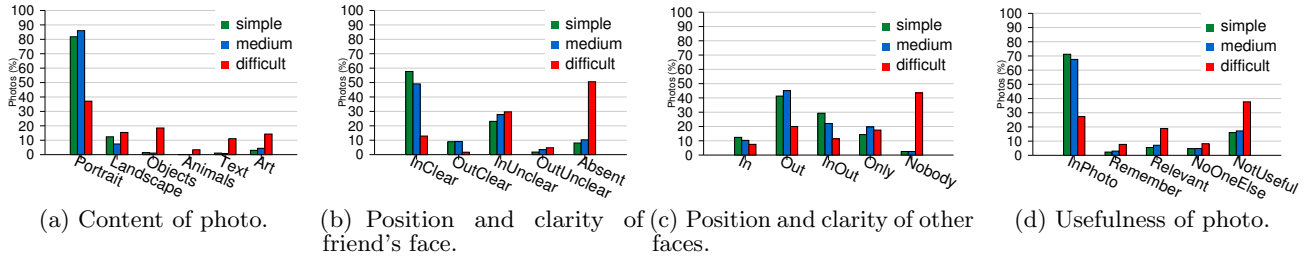 100
90
80
70
60
50
40
30
20
10
0
Photos (%)
simple
medium
difficult
Portrait
Landscape
Objects
Animals
Text
Art
(a) Content of photo.
100
90
80
70
60
50
40
30
20
10
0
Photos (%)
simple
medium
difficult
InClear
OutClear
InUnclear
OutUnclear
Absent
(b) Position and clarity of
friend's face.
100
90
80
70
60
50
40
30
20
10
0
Photos (%)
simple
medium
difficult
In
Out
InOut
Only
Nobody
(c) Position and clarity of other
faces.
100
90
80
70
60
50
40
30
20
10
0
Photos (%)
simple
medium
difficult
InPhoto
Remember
Relevant
NoOneElse
NotUseful
(d) Usefulness of photo.